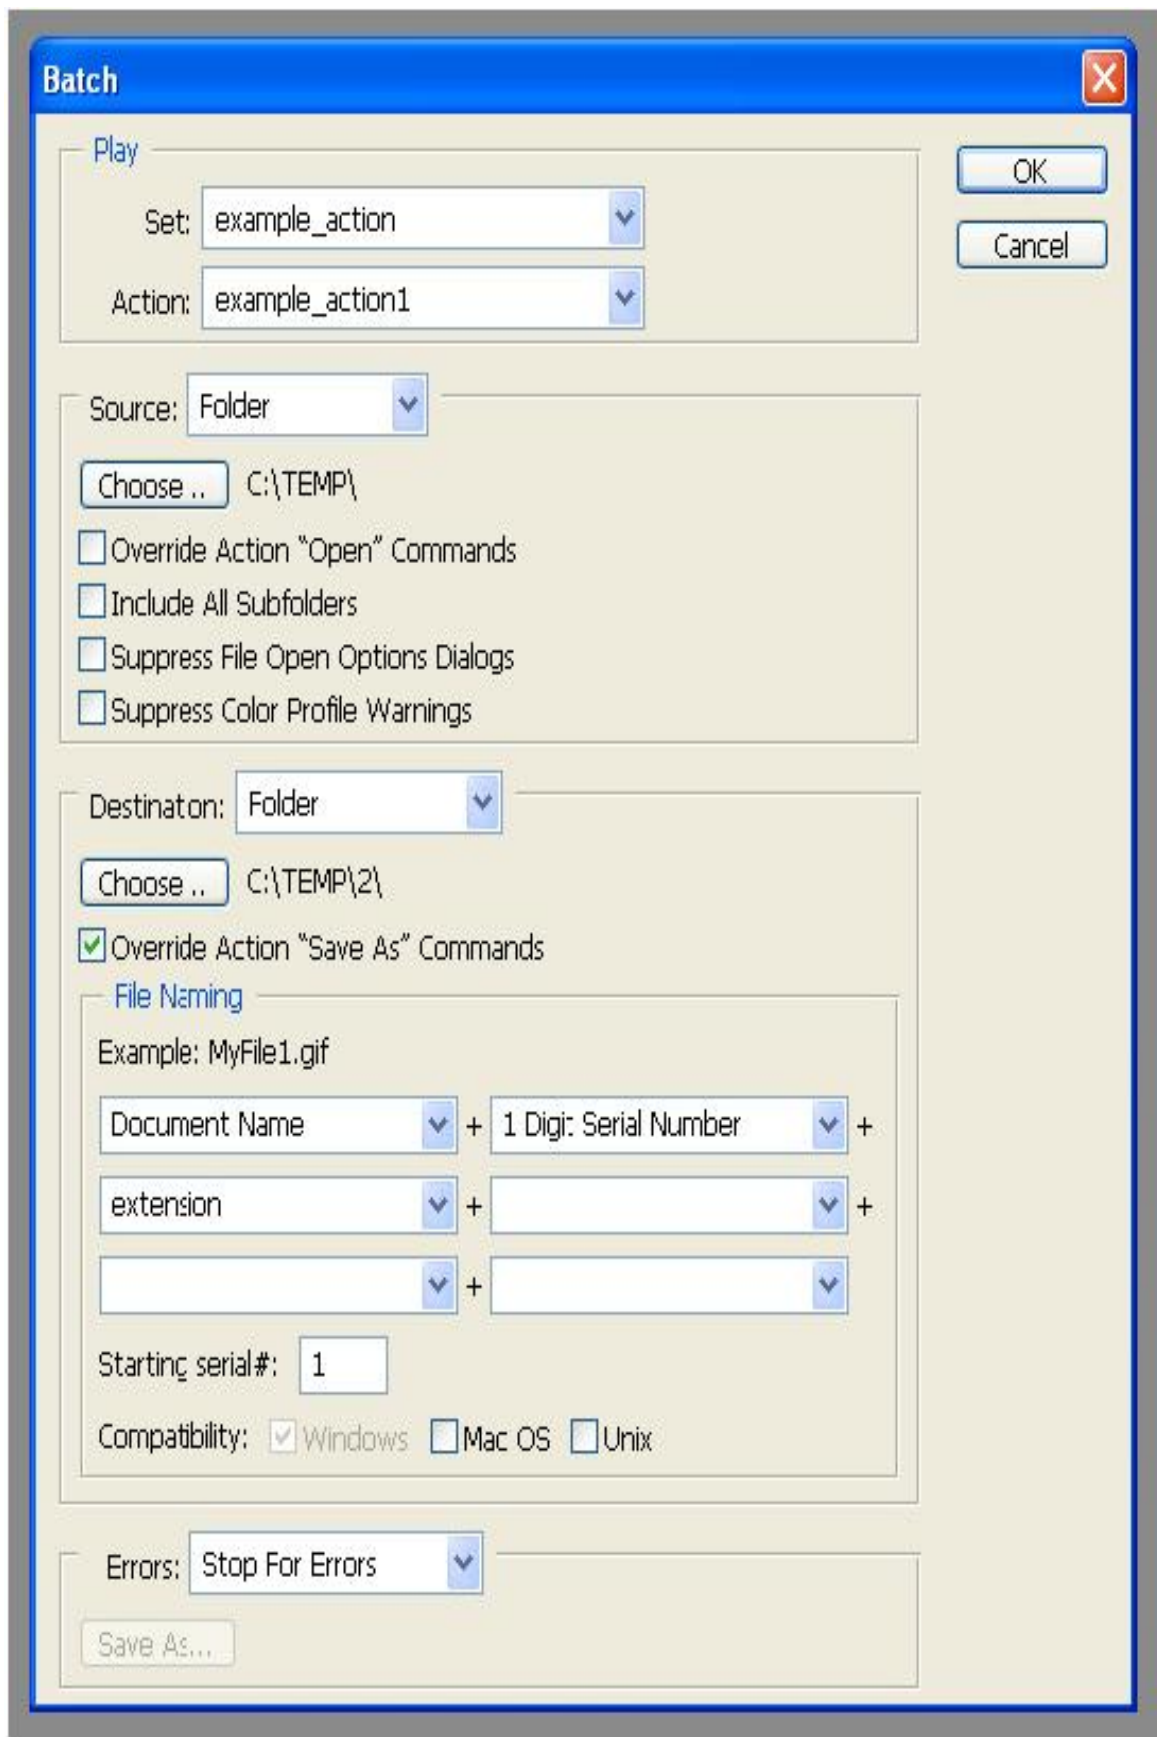 Batch
Play
OK
Set: example_action
Cancel
Action: example_action1
Source: Folder
Choose .. C:\TEMP\
Override Action “Open” Commands
Include All Subfolders
Suppress File Open Options Dialogs
Suppress Color Profile Warnings
Destinaton: Folder
Choose .. C:\TEMP\2\
Override Action “Save As” Commands
File Naming
Example: MyFile1.gif
Document Name + 1 Digit Serial Number +
extension + +
+
Starting serial#: 1
Compatibility: Windows Mac OS Unix
Errors: Stop For Errors
Save As...